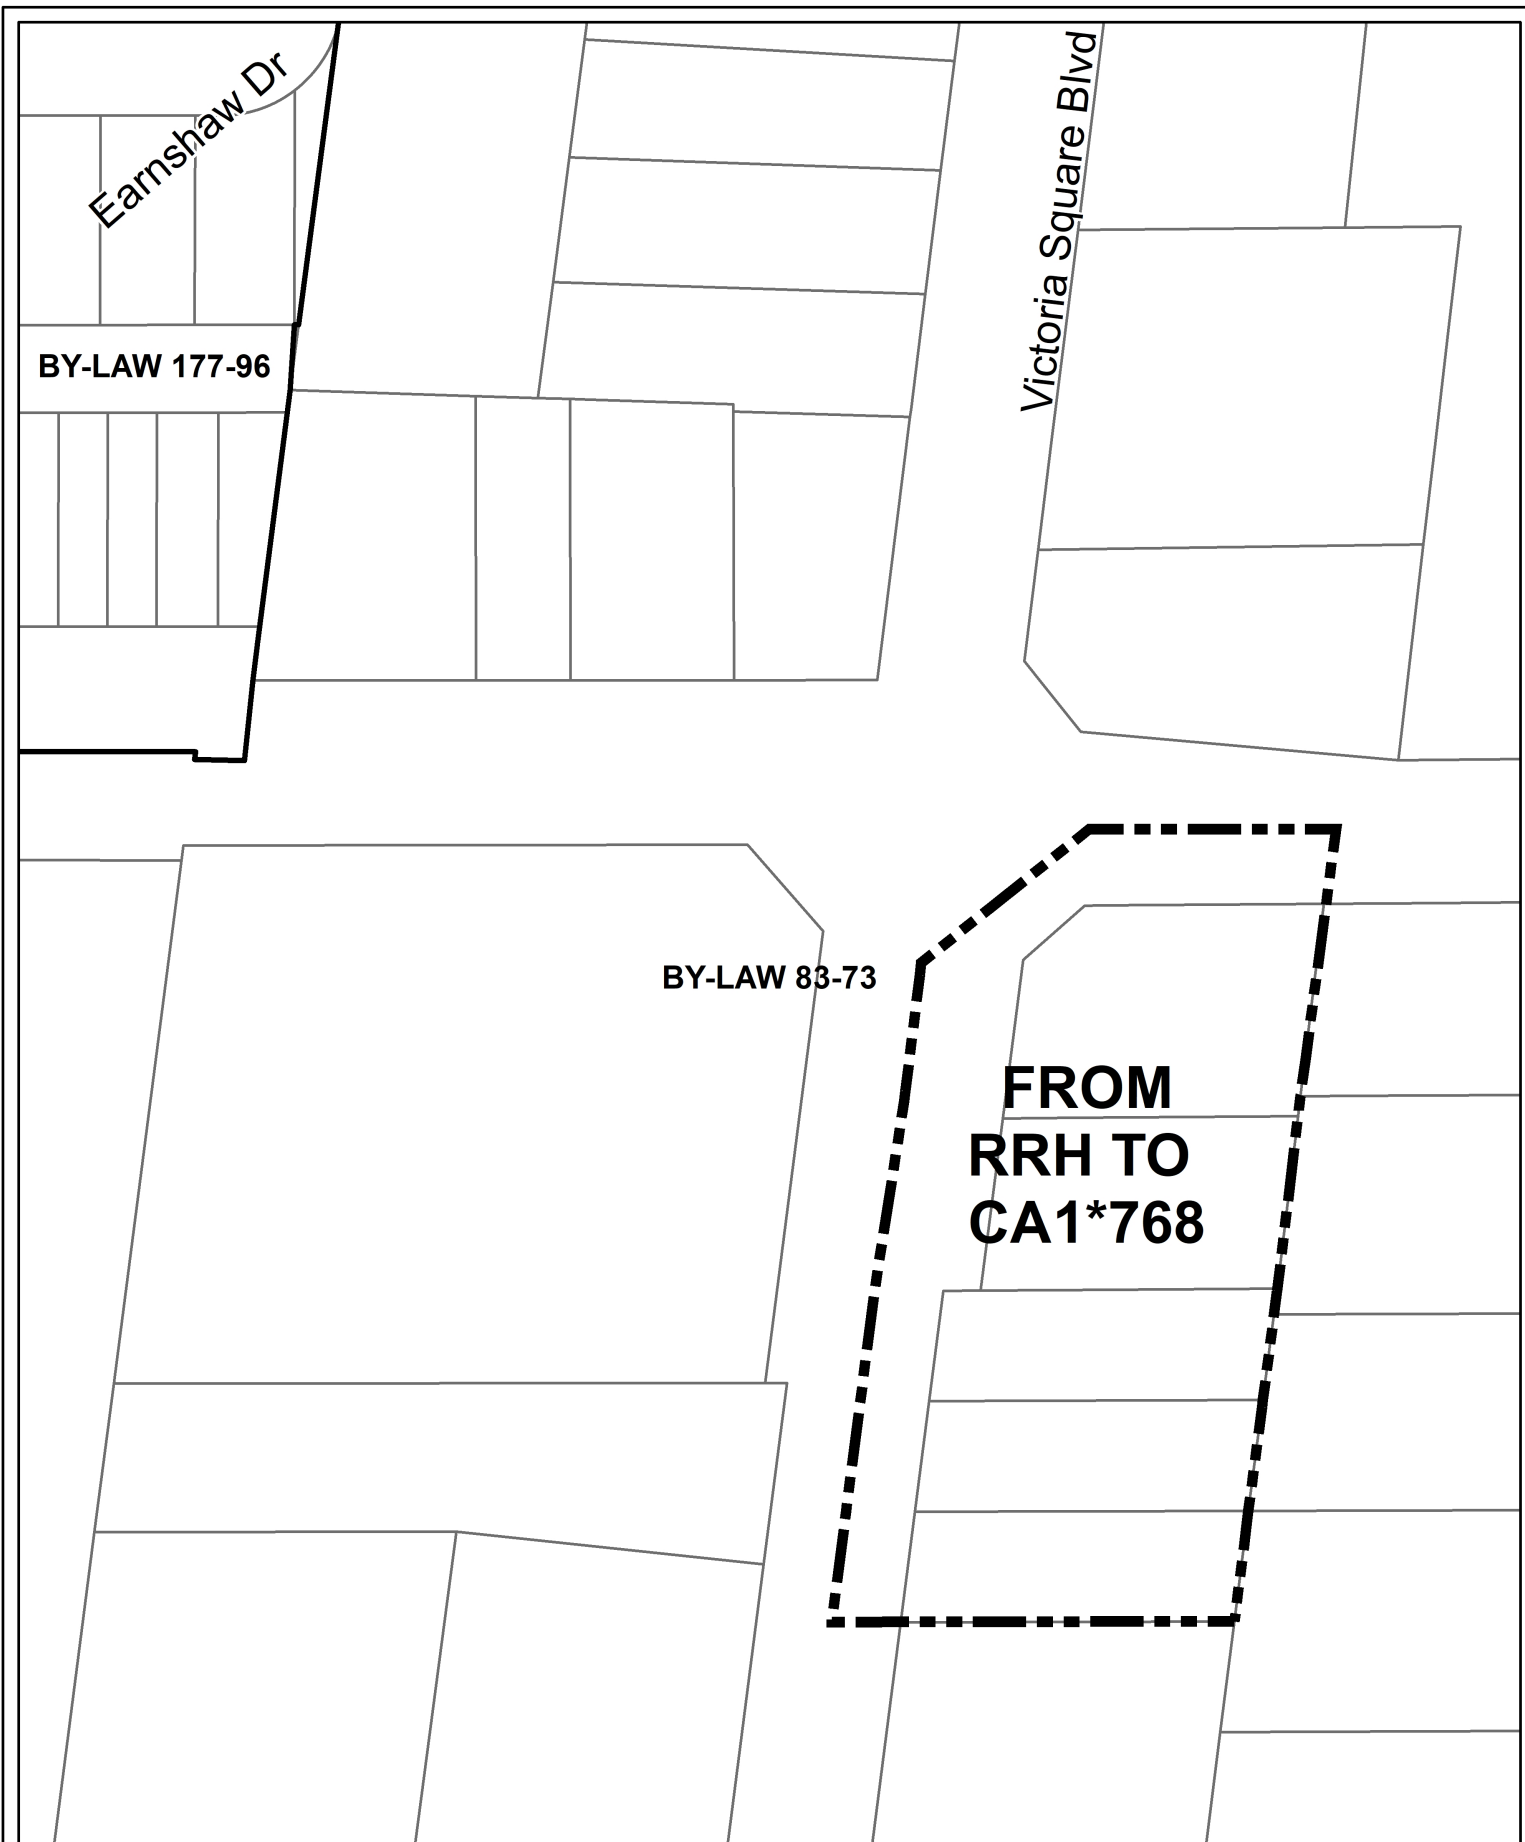 Earnshaw Dr
Victoria Square Blvd
BY-LAW 177-96
BY-LAW 83-73
FROM
RRH TO
CA1*768